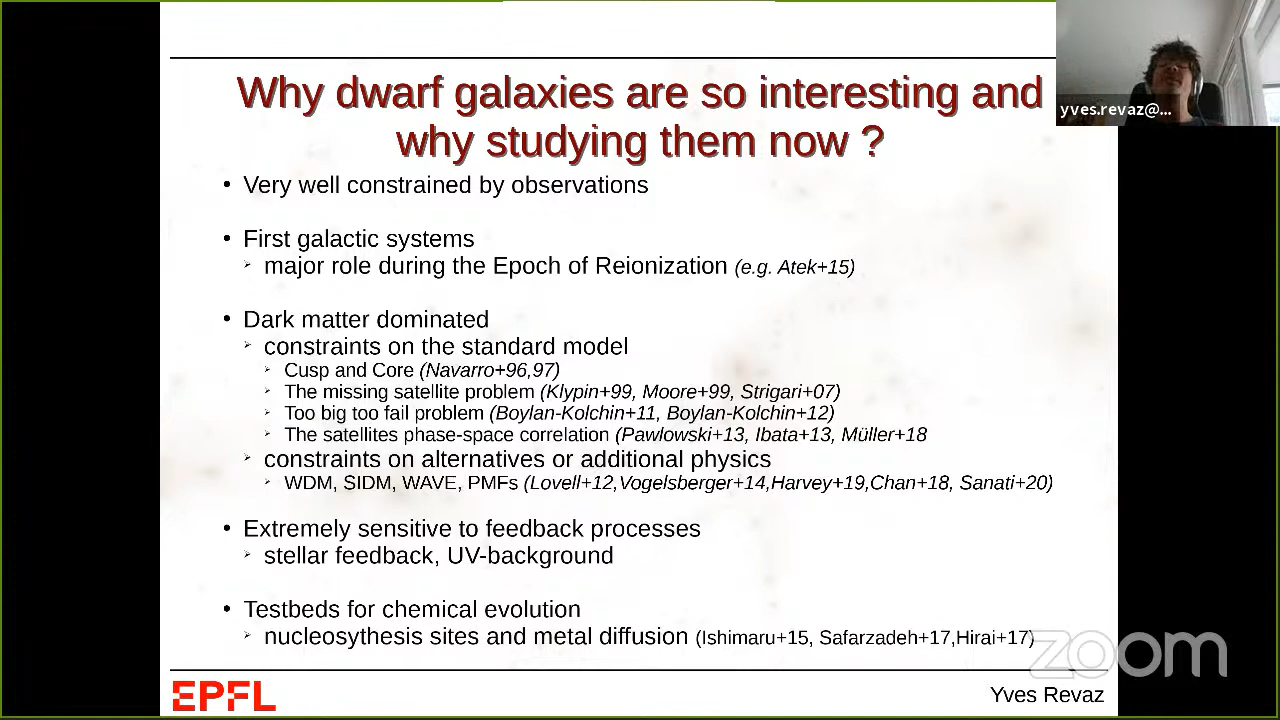 Why dwarf galaxies are so interesting and
why studying them now ?
yves.revaz@...
• Very well constrained by observations
• First galactic systems
➢ major role during the Epoch of Reionization (e.g. Atek+15)
• Dark matter dominated
➢ constraints on the standard model
➢ Cusp and Core (Navarro+96,97)
➢ The missing satellite problem (Klypin+99, Moore+99, Strigari+07)
➢ Too big too fail problem (Boylan-Kolchin+11, Boylan-Kolchin+12)
➢ The satellites phase-space correlation (Pawlowski+13, Ibata+13, Müller+18
➢ constraints on alternatives or additional physics
➢ WDM, SIDM, WAVE, PMFs (Lovell+12,Vogelsberger+14,Harvey+19,Chan+18, Sanati+20)
• Extremely sensitive to feedback processes
➢ stellar feedback, UV-background
• Testbeds for chemical evolution
➢ nucleosythesis sites and metal diffusion (Ishimaru+15, Safarzadeh+17,Hirai+17)
zoom
EPFL
Yves Revaz